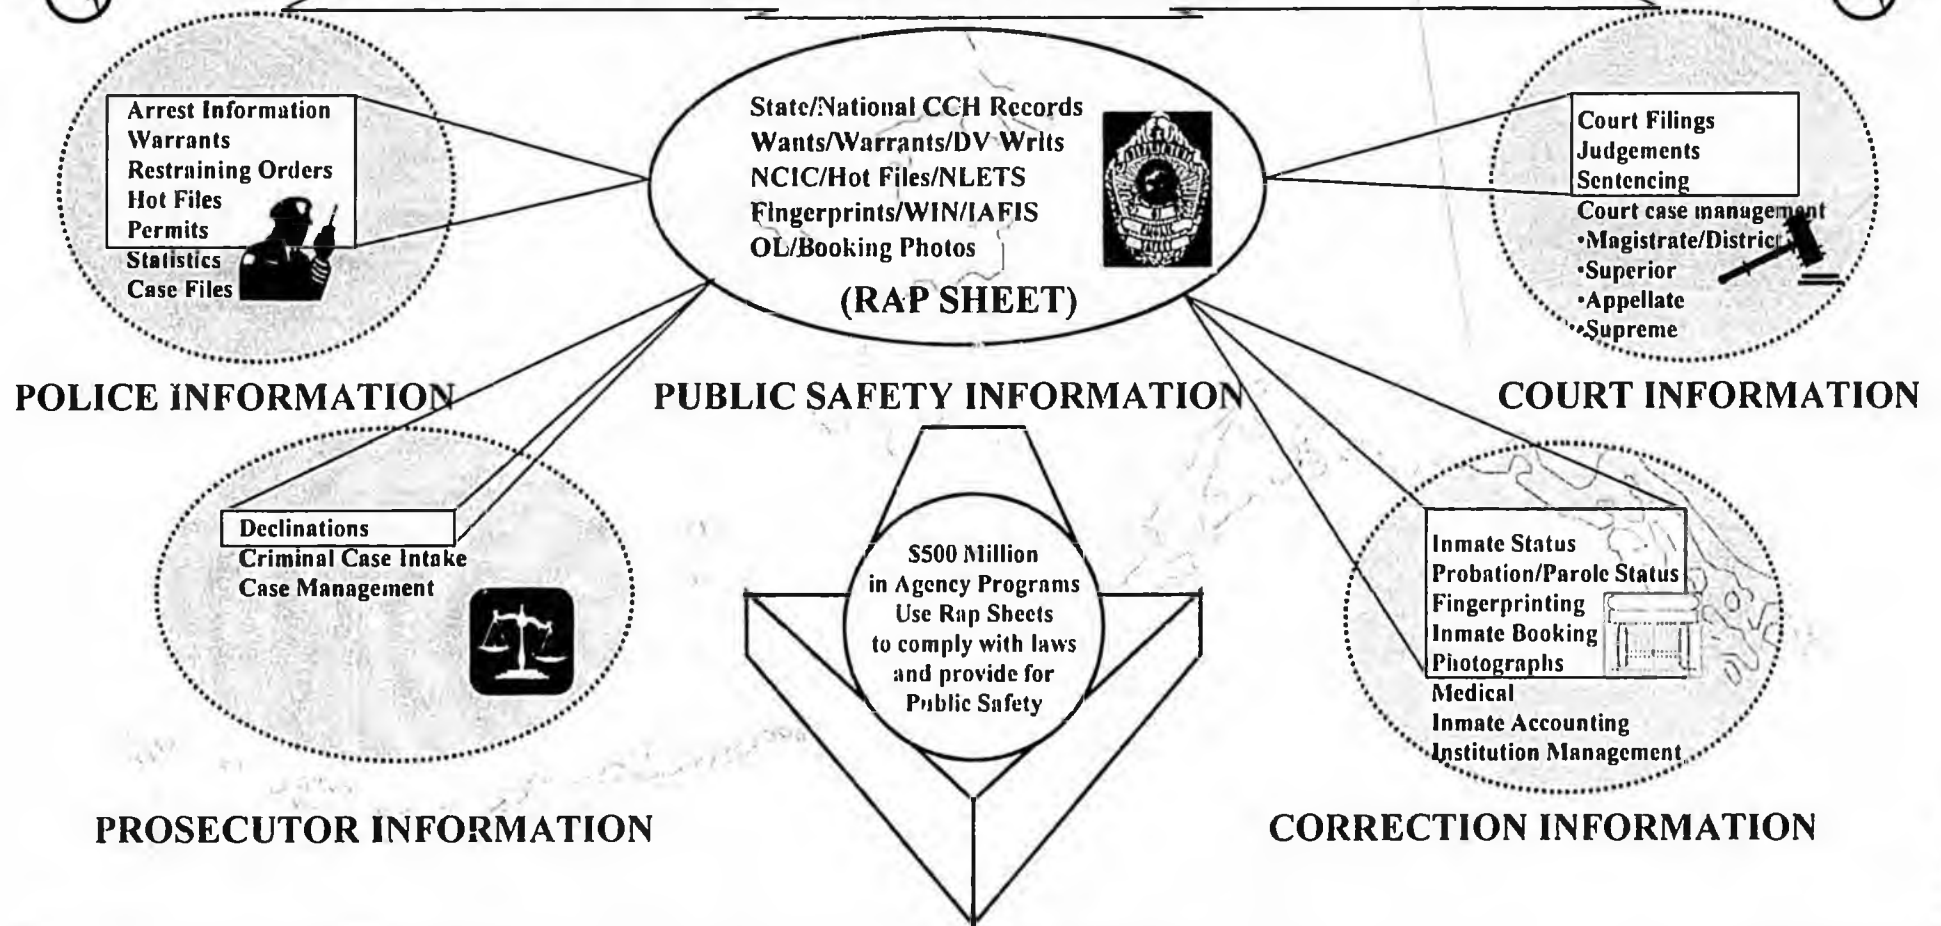 Arrest Information
Warrants
Restraining Orders
Hot Files
Permits
Statistics
Case Files
POLICE INFORMATION
State/National CCH Records
Wants/Warrants/DV Writs
NCIC/Hot Files/NLETS
Fingerprints/WIN/IAFIS
OL/Booking Photos
(RAP SHEET)
DEPARTMENT
OF
PUBLIC
SAFETY
PUBLIC SAFETY INFORMATION
Court Filings
Judgements
Sentencing
Court case management
•Magistrate/District
•Superior
•Appellate
•Supreme
COURT INFORMATION
Declinations
Criminal Case Intake
Case Management
PROSECUTOR INFORMATION
$500 Million
in Agency Programs
Use Rap Sheets
to comply with laws
and provide for
Public Safety
Inmate Status
Probation/Parole Status
Fingerprinting
Inmate Booking
Photographs
Medical
Inmate Accounting
Institution Management
CORRECTION INFORMATION